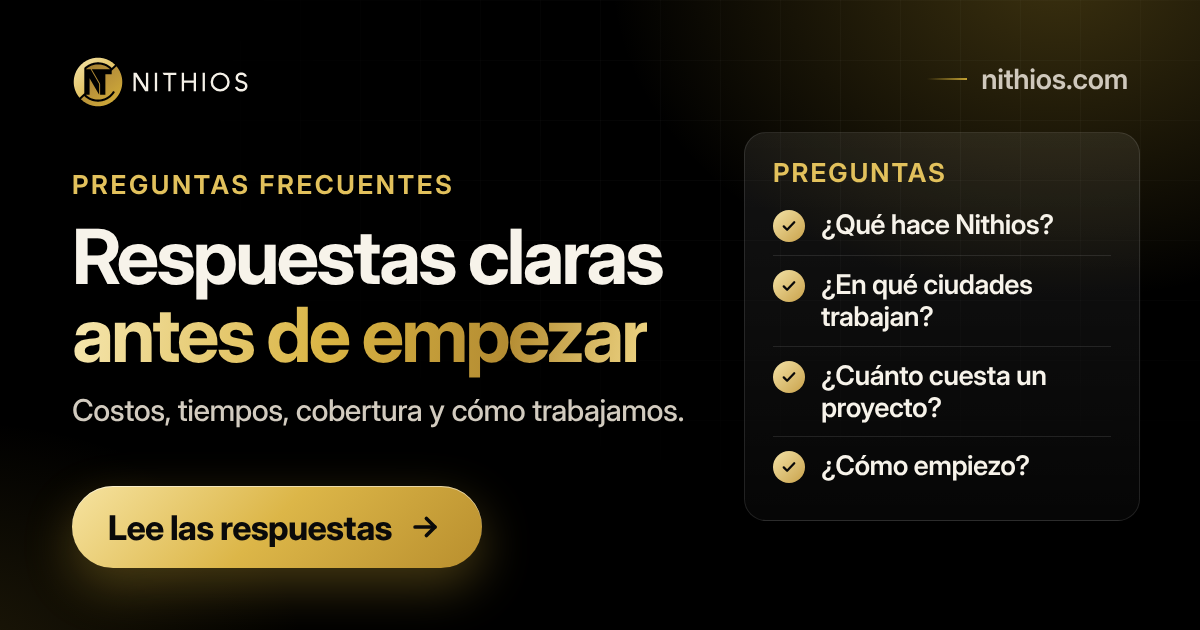 NITHIOS
nithios.com
PREGUNTAS FRECUENTES
Respuestas claras
antes de empezar
Costos, tiempos, cobertura y cómo trabajamos.
Lee las respuestas
PREGUNTAS
¿Qué hace Nithios?
¿En qué ciudades
trabajan?
¿Cuánto cuesta un
proyecto?
¿Cómo empiezo?